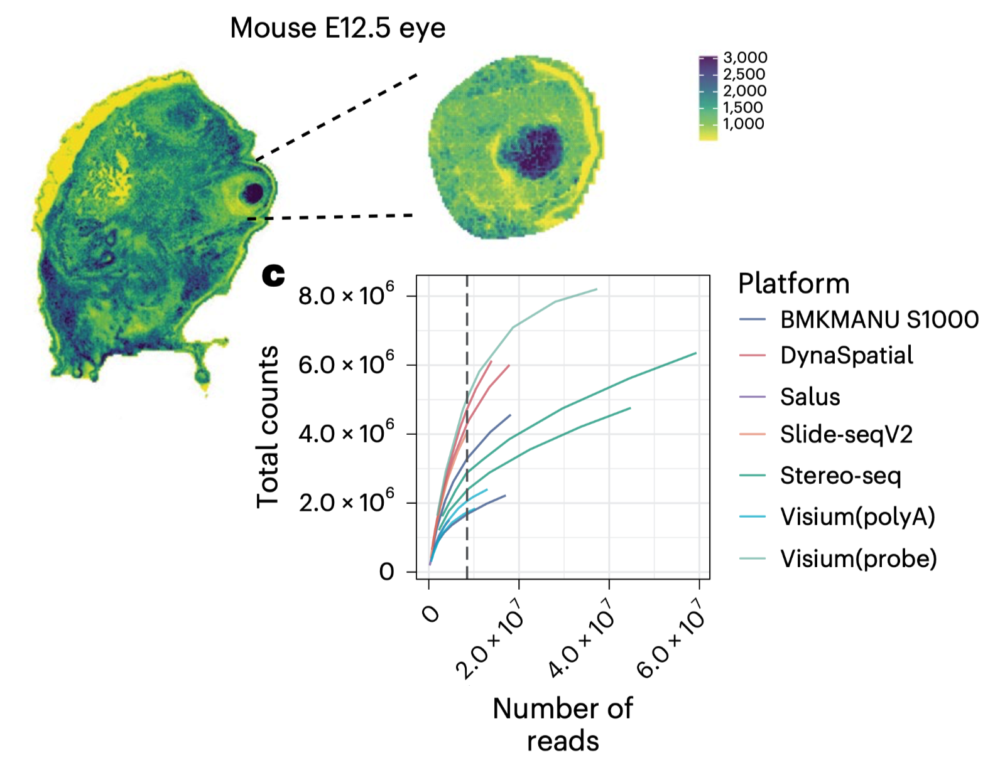 Mouse E12.5 eye
3,000
2,500
2,000
1,500
1,000
c
Total counts
8.0 × 10⁶
6.0 × 10⁶
4.0 × 10⁶
2.0 × 10⁶
0
0
2.0 × 10⁷
4.0 × 10⁷
6.0 × 10⁷
Number of
reads
Platform
BMKMANU S1000
DynaSpatial
Salus
Slide-seqV2
Stereo-seq
Visium(polyA)
Visium(probe)